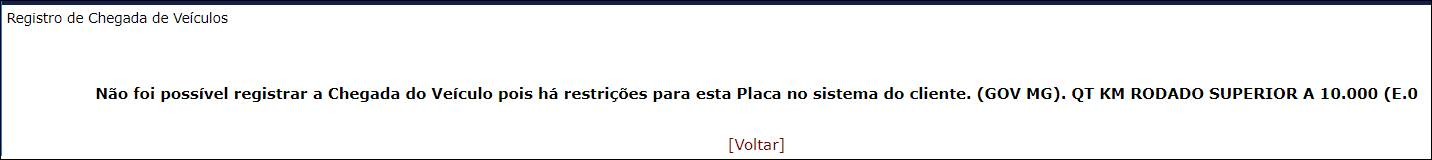 Registro de Chegada de Veículos
Não foi possível registrar a Chegada do Veículo pois há restrições para esta Placa no sistema do cliente. (GOV MG). QT KM RODADO SUPERIOR A 10.000 (E.0
[Voltar]